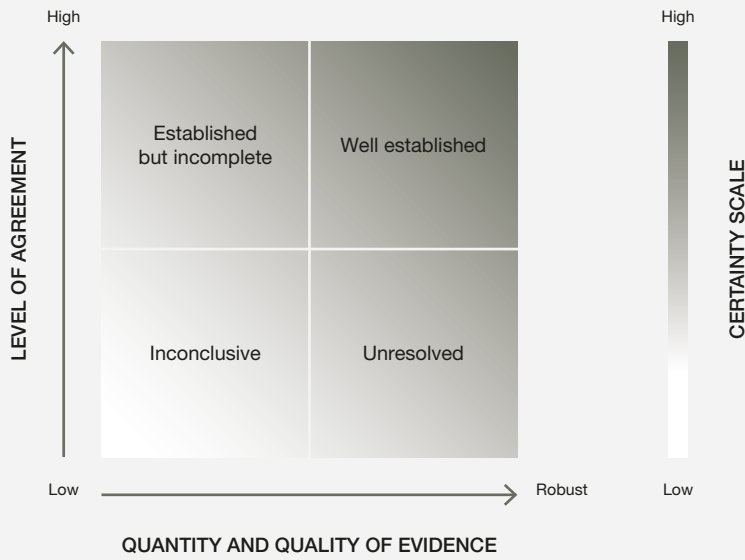 High
High
LEVEL OF AGREEMENT
Established
but incomplete
Well established
CERTAINTY SCALE
Inconclusive
Unresolved
Low
Robust
Low
QUANTITY AND QUALITY OF EVIDENCE